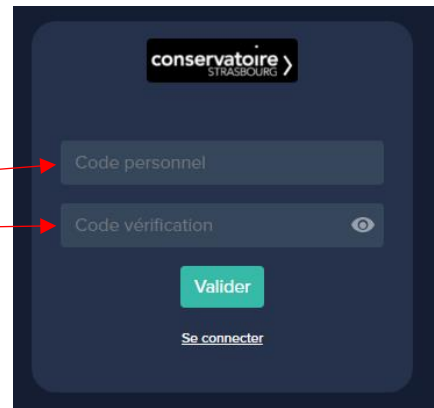 conservatoire
STRASBOURG
Code personnel
Code vérification
Valider
Se connecter